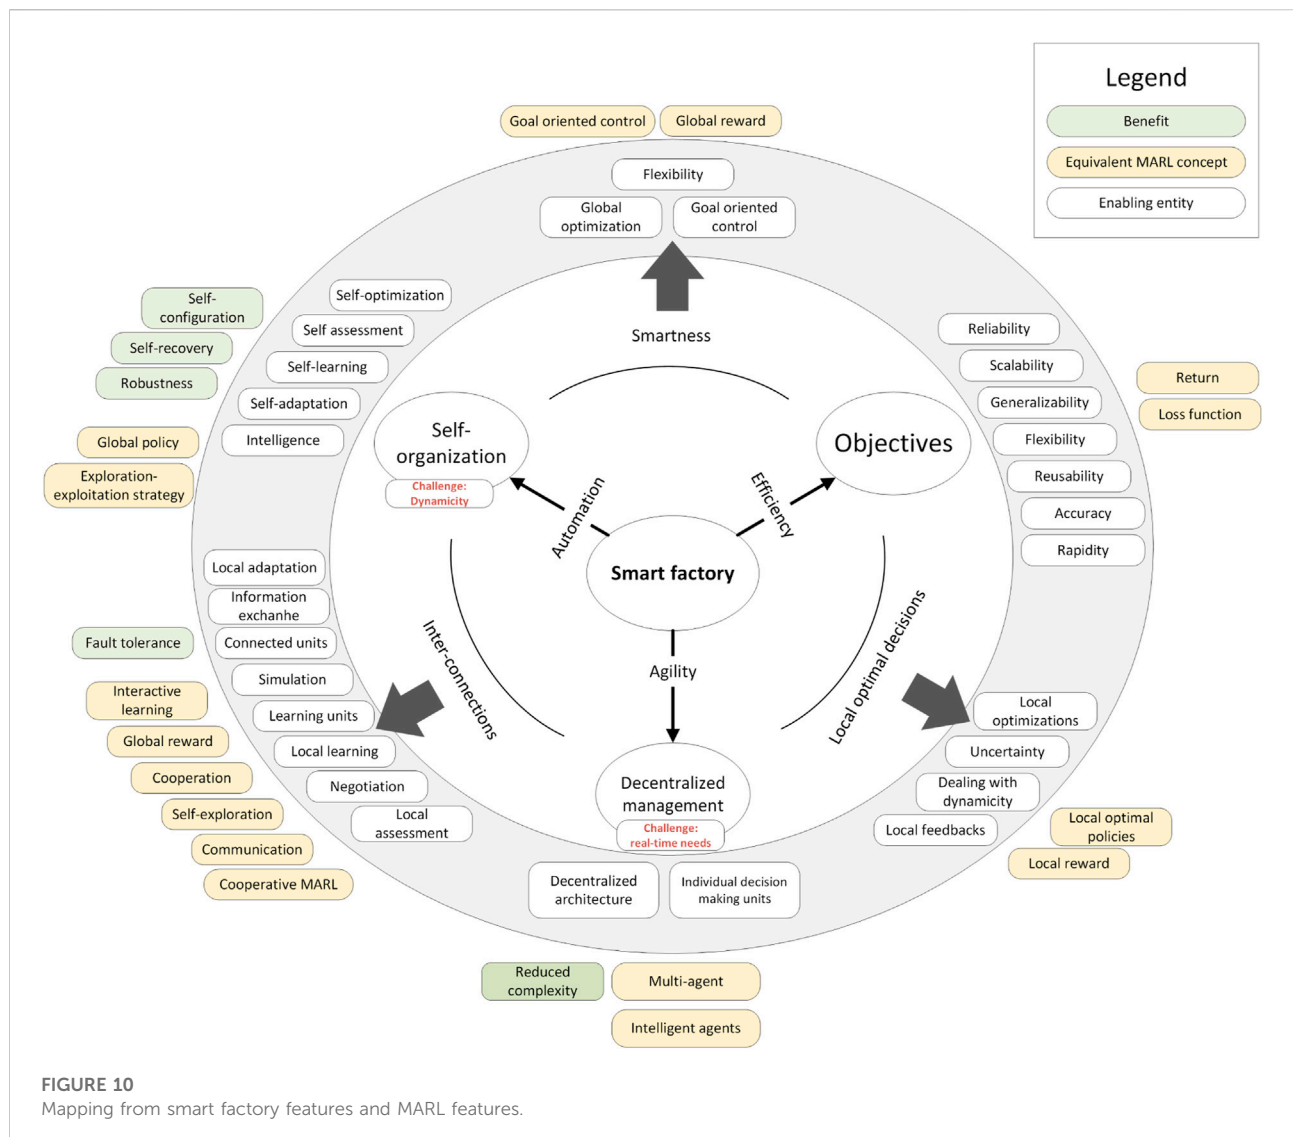 Legend
Benefit
Equivalent MARL concept
Enabling entity
Goal oriented control
Global reward
Flexibility
Global
optimization
Goal oriented
control
Smartness
Self-
configuration
Self-recovery
Robustness
Global policy
Exploration-
exploitation strategy
Self-optimization
Self assessment
Self-learning
Self-adaptation
Intelligence
Self-
organization
Challenge:
Dynamicity
Objectives
Reliability
Scalability
Generalizability
Flexibility
Reusability
Accuracy
Rapidity
Return
Loss function
Automation
Efficiency
Smart factory
Agility
Inter-connections
Local optimal decisions
Local adaptation
Information
exchanhe
Connected units
Simulation
Learning units
Local learning
Negotiation
Local
assessment
Fault tolerance
Interactive
learning
Global reward
Cooperation
Self-exploration
Communication
Cooperative MARL
Decentralized
management
Challenge:
real-time needs
Local
optimizations
Uncertainty
Dealing with
dynamicity
Local feedbacks
Local optimal
policies
Local reward
Decentralized
architecture
Individual decision
making units
Reduced
complexity
Multi-agent
Intelligent agents
FIGURE 10
Mapping from smart factory features and MARL features.